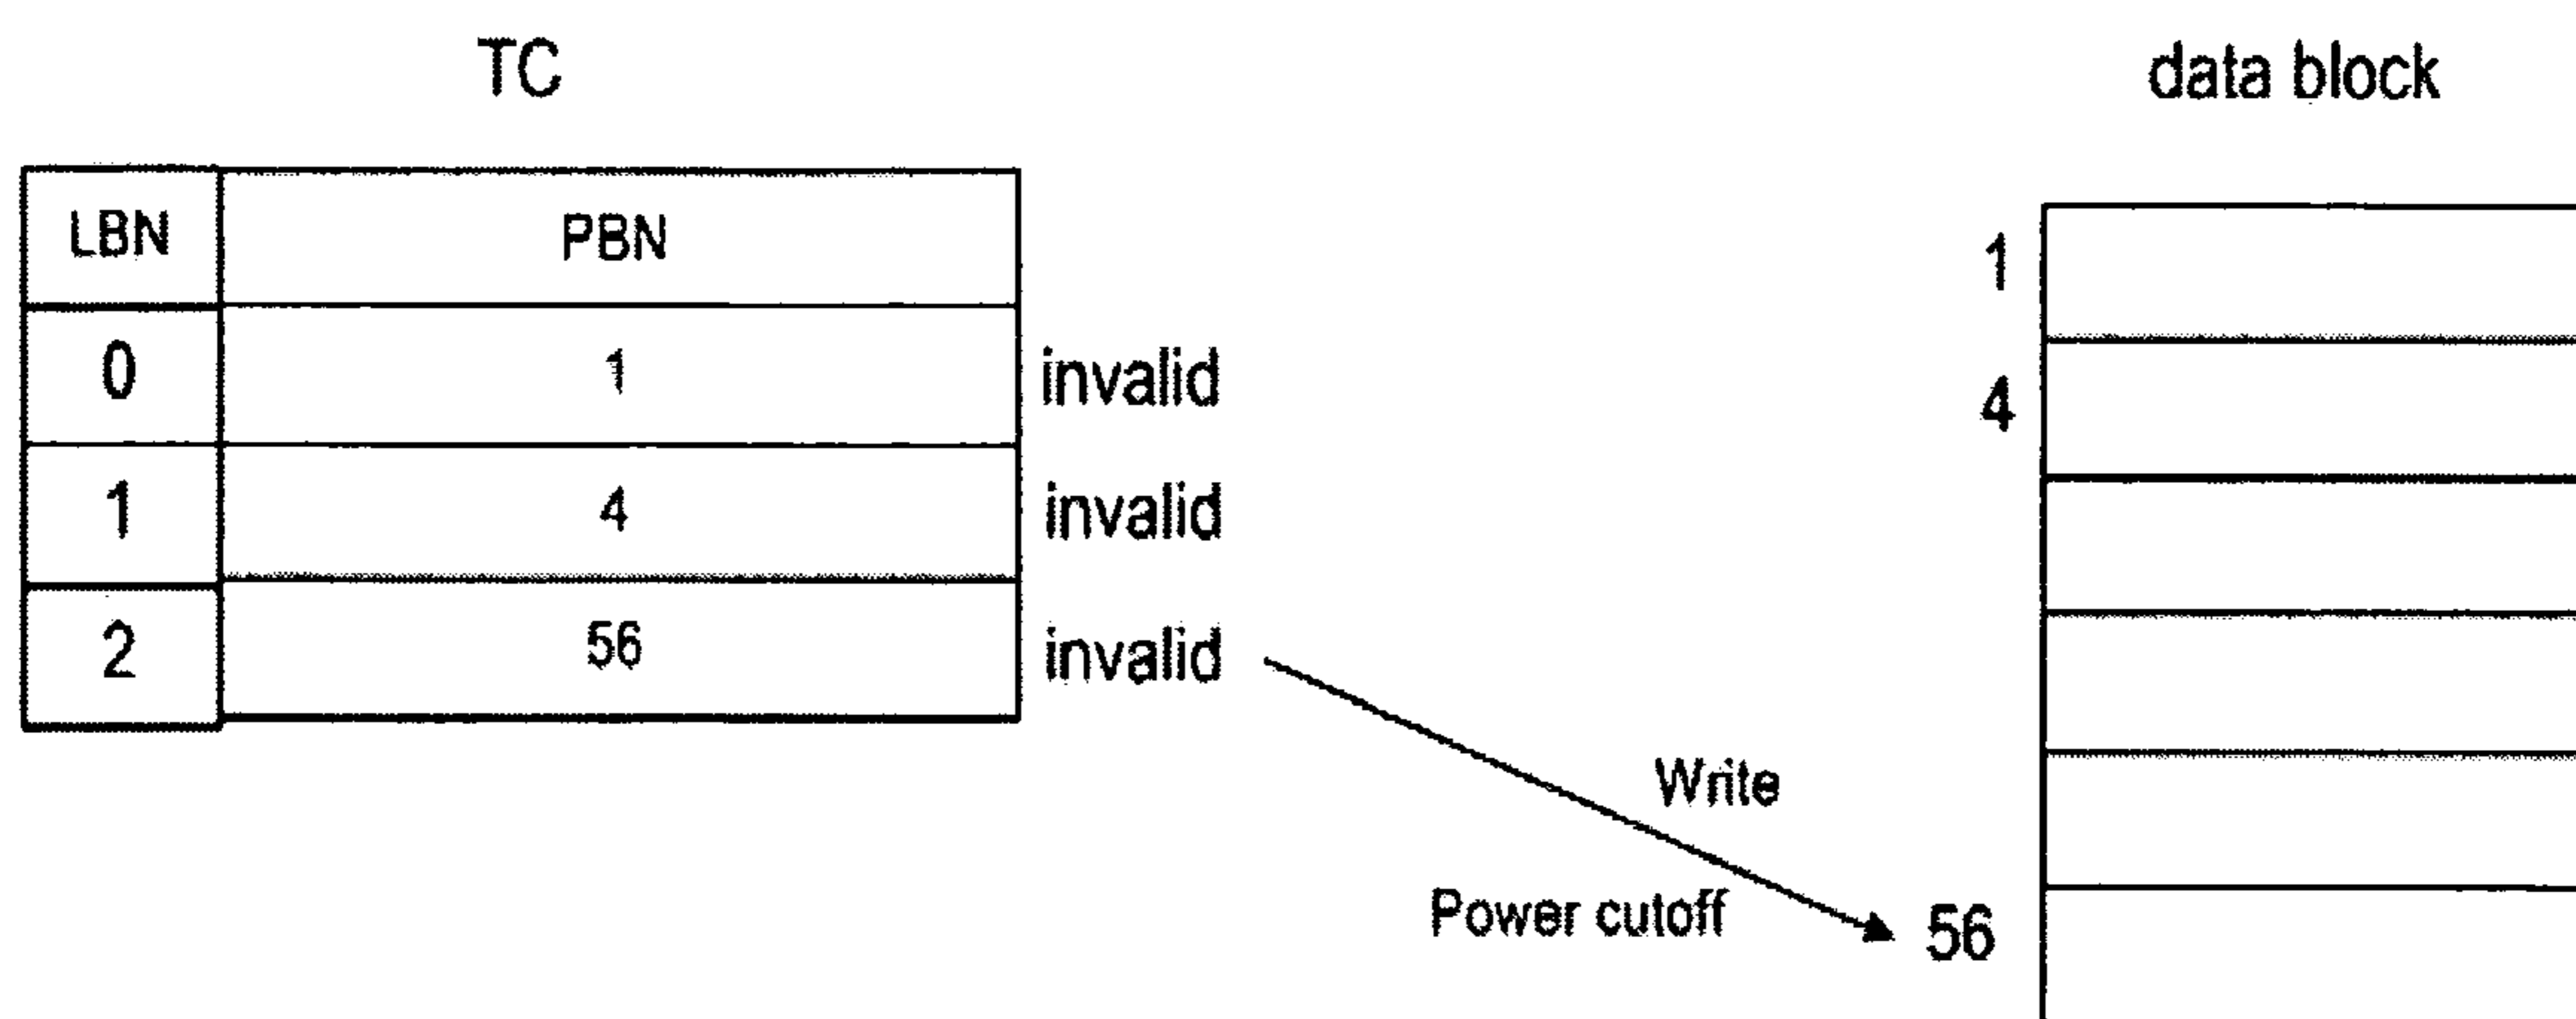 TC
data block
LBN PBN
0 1 invalid
1 4 invalid
2 56 invalid
1
4
Write
Power cutoff
56